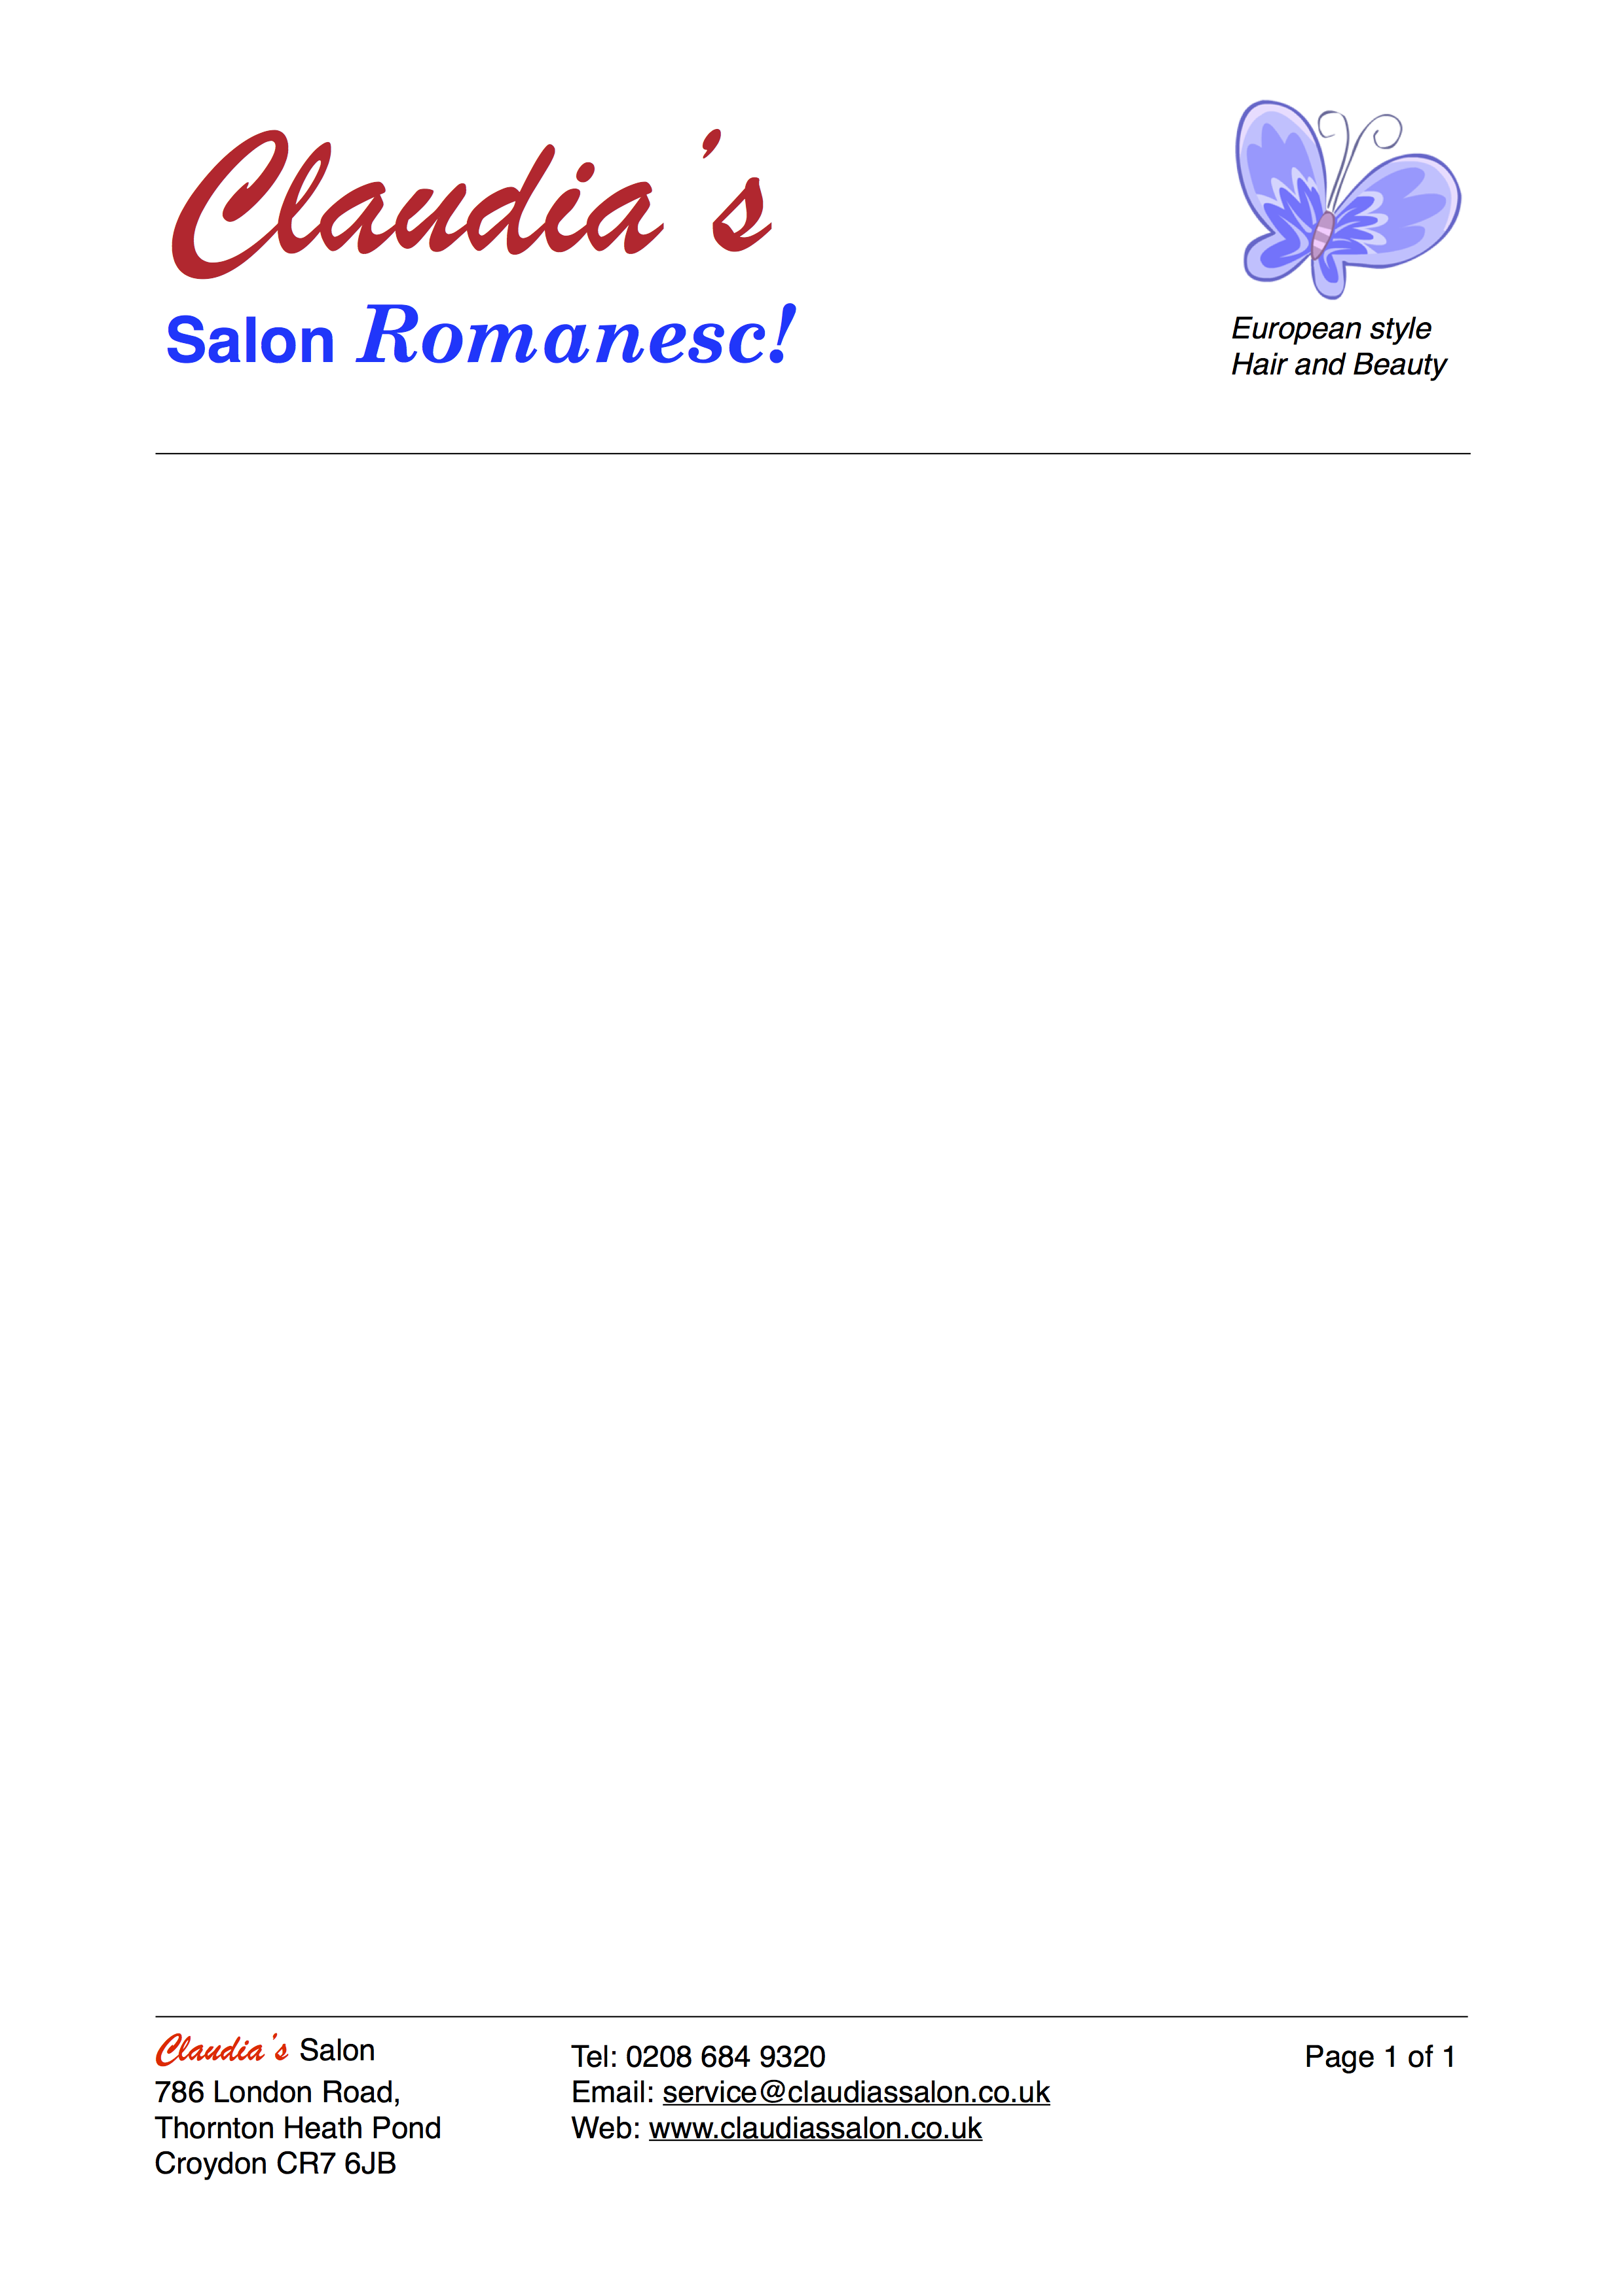 Claudia's
Salon Romanesc!
European style
Hair and Beauty
Claudia's Salon
786 London Road,
Thornton Heath Pond
Croydon CR7 6JB
Tel: 0208 684 9320
Email: service@claudiassalon.co.uk
Web: www.claudiassalon.co.uk
Page 1 of 1